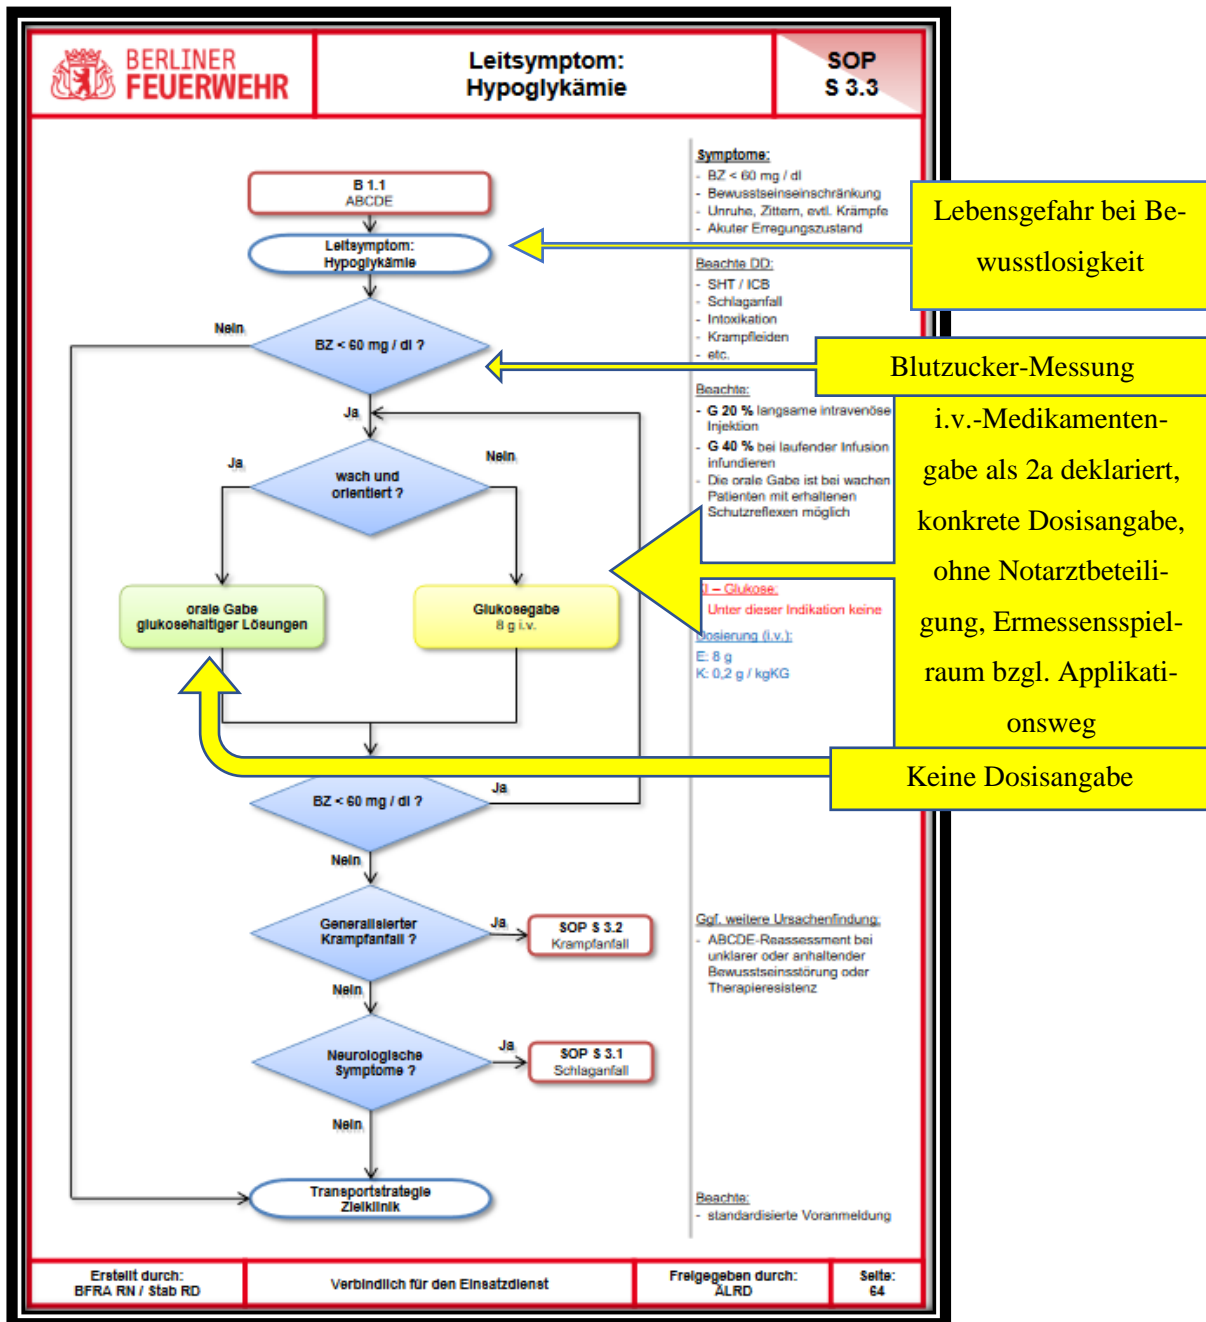 BERLINER
FEUERWEHR
Leitsymptom:
Hypoglykämie
SOP
S 3.3
B 1.1
ABCDE
Leitsymptom:
Hypoglykämie
Nein
BZ < 60 mg / dl ?
Ja
Ja
wach und
orientiert ?
Nein
orale Gabe
glukosehaltiger Lösungen
Glukosegabe
8 g i.v.
BZ < 60 mg / dl ?
Ja
Nein
Generalisierter
Krampfanfall ?
Ja
SOP S 3.2
Krampfanfall
Nein
Neurologische
Symptome ?
Ja
SOP S 3.1
Schlaganfall
Nein
Transportstrategie
Zielklinik
Symptome:
- BZ < 60 mg / dl
- Bewusstseinseinschränkung
- Unruhe, Zittern, evtl. Krämpfe
- Akuter Erregungszustand
Beachte DD:
- SHT / ICB
- Schlaganfall
- Intoxikation
- Krampfleiden
- etc.
Beachte:
- G 20 % langsame intravenöse
Injektion
- G 40 % bei laufender Infusion
infundieren
- Die orale Gabe ist bei wachen
Patienten mit erhaltenen
Schutzreflexen möglich
– Glukose:
Unter dieser Indikation keine
Dosierung (i.v.):
E: 8 g
K: 0,2 g / kgKG
Ggf. weitere Ursachenfindung:
- ABCDE-Reassessment bei
unklarer oder anhaltender
Bewusstseinsstörung oder
Therapieresistenz
Beachte:
- standardisierte Voranmeldung
Lebensgefahr bei Be-
wusstlosigkeit
Blutzucker-Messung
i.v.-Medikamenten-
gabe als 2a deklariert,
konkrete Dosisangabe,
ohne Notarztbeteili-
gung, Ermessensspiel-
raum bzgl. Applikati-
onsweg
Keine Dosisangabe
Erstellt durch:
BFRA RN / Stab RD
Verbindlich für den Einsatzdienst
Freigegeben durch:
ÄLRD
Seite:
64